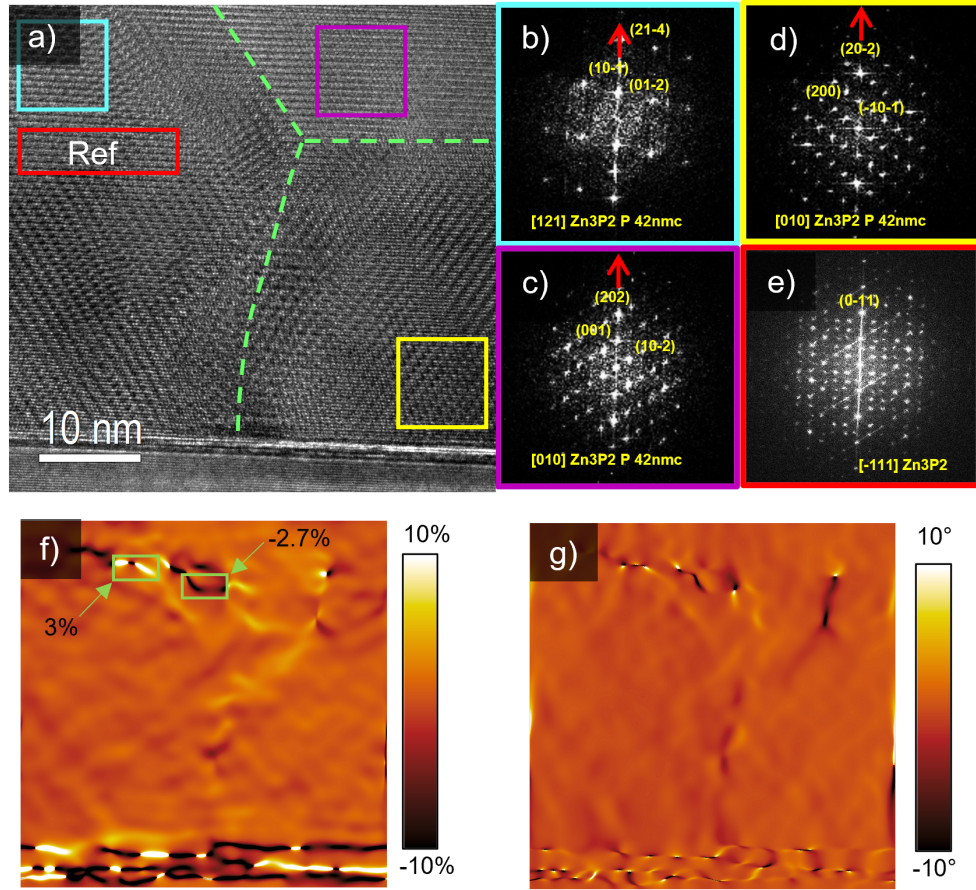 a)
Ref
10 nm
b)
(21-4)
(10-1)
(01-2)
[121] Zn3P2 P 42nmc
d)
(20-2)
(200)
(-10-1)
[010] Zn3P2 P 42nmc
c)
(202)
(001)
(10-2)
[010] Zn3P2 P 42nmc
e)
(0-11)
[-111] Zn3P2
f)
-2.7%
3%
10%
-10%
g)
10°
-10°